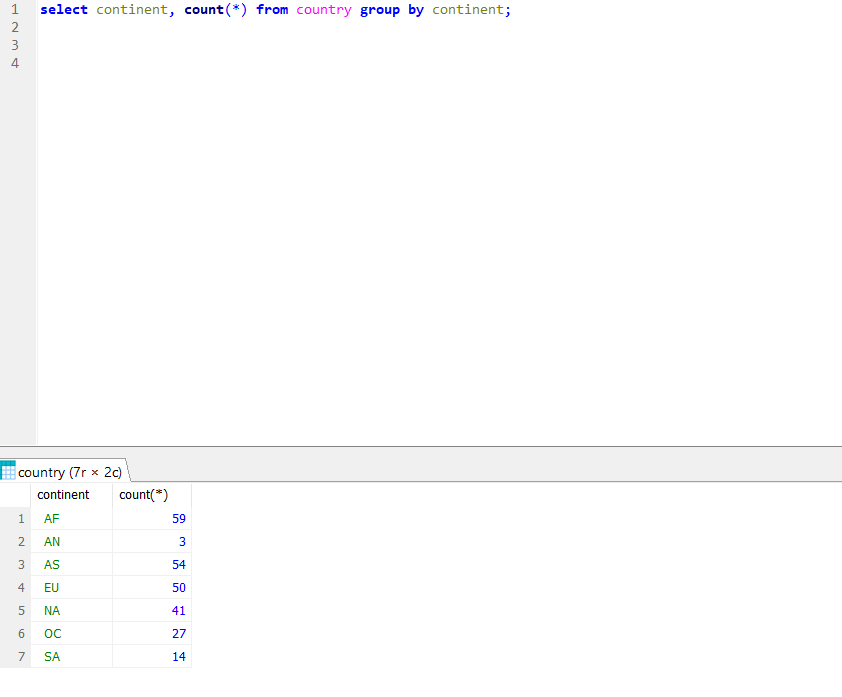 1 select continent, count(*) from country group by continent;
2
3
4
country (7r × 2c)
continent count(*)
1 AF 59
2 AN 3
3 AS 54
4 EU 50
5 NA 41
6 OC 27
7 SA 14